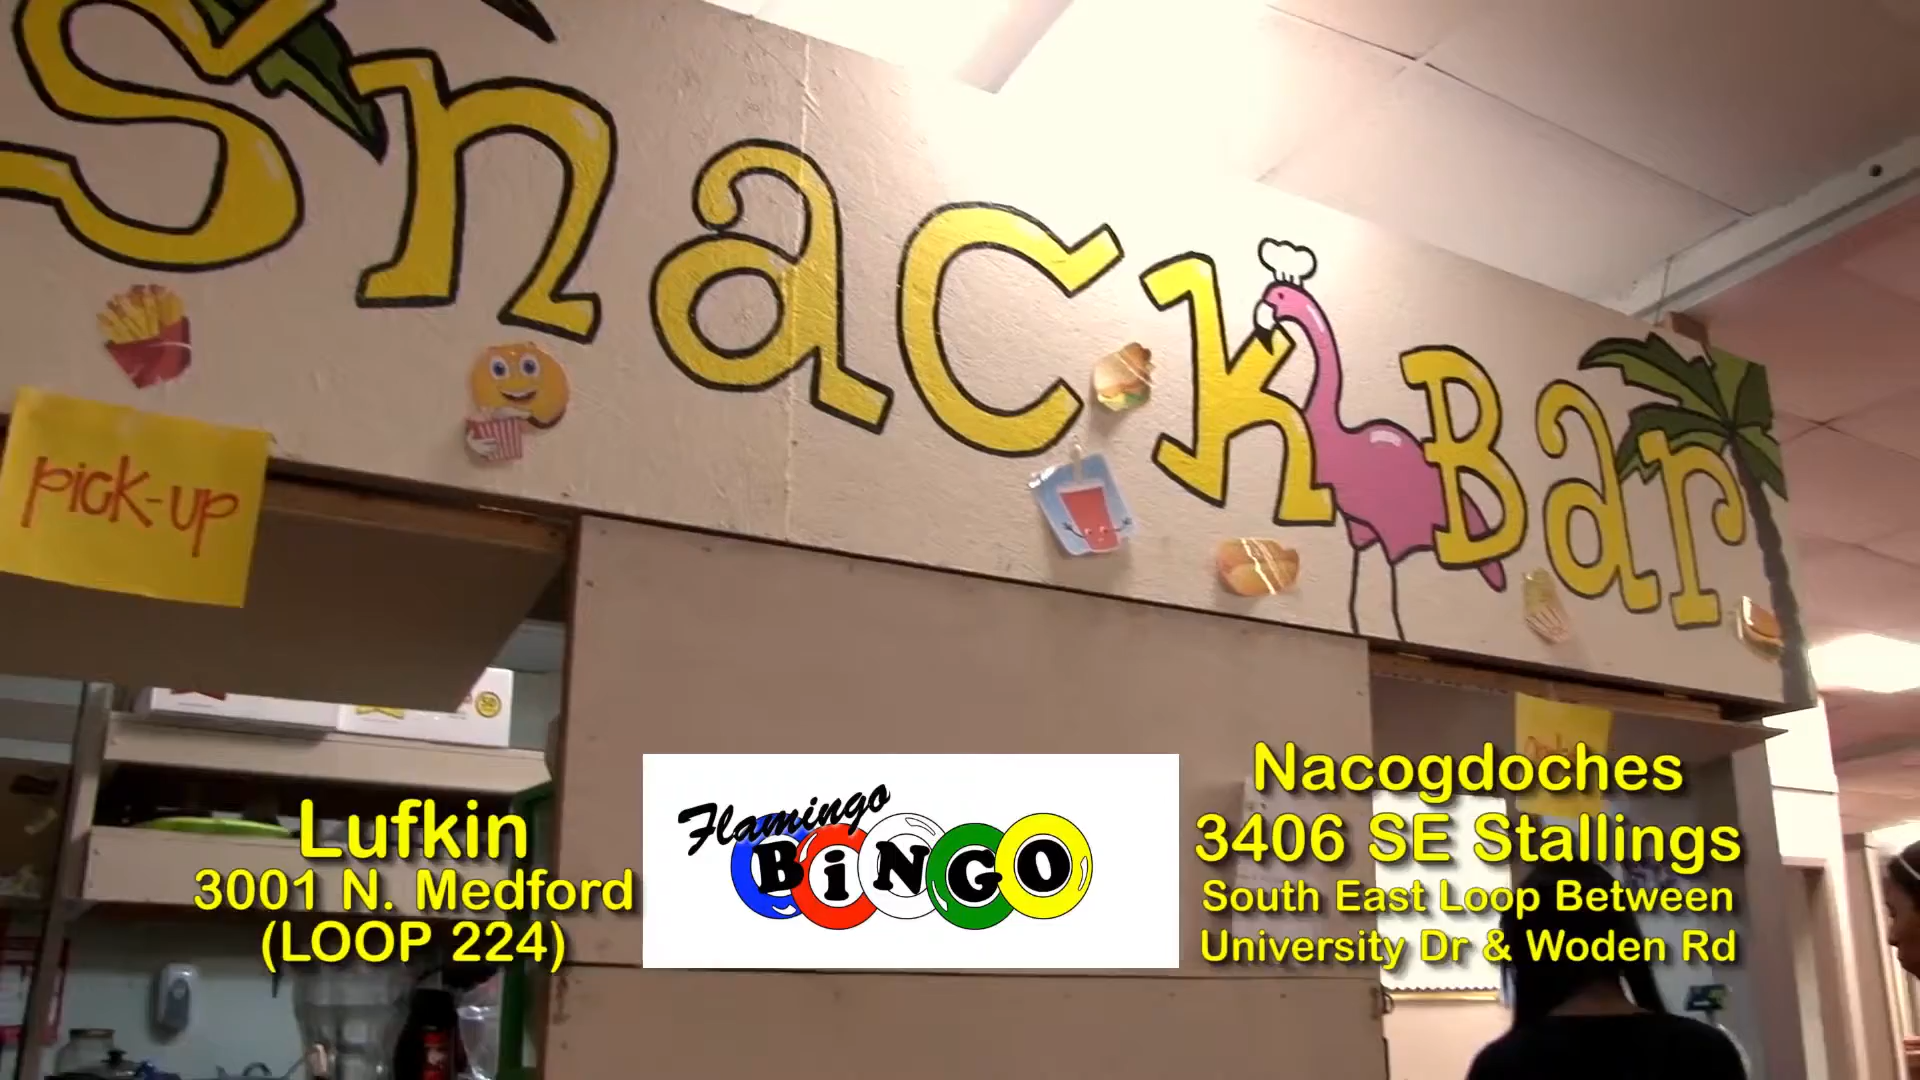 Snack Bar
pick-up
Lufkin
3001 N. Medford
(LOOP 224)
Flamingo
BiNGO
Nacogdoches
3406 SE Stallings
South East Loop Between
University Dr & Woden Rd